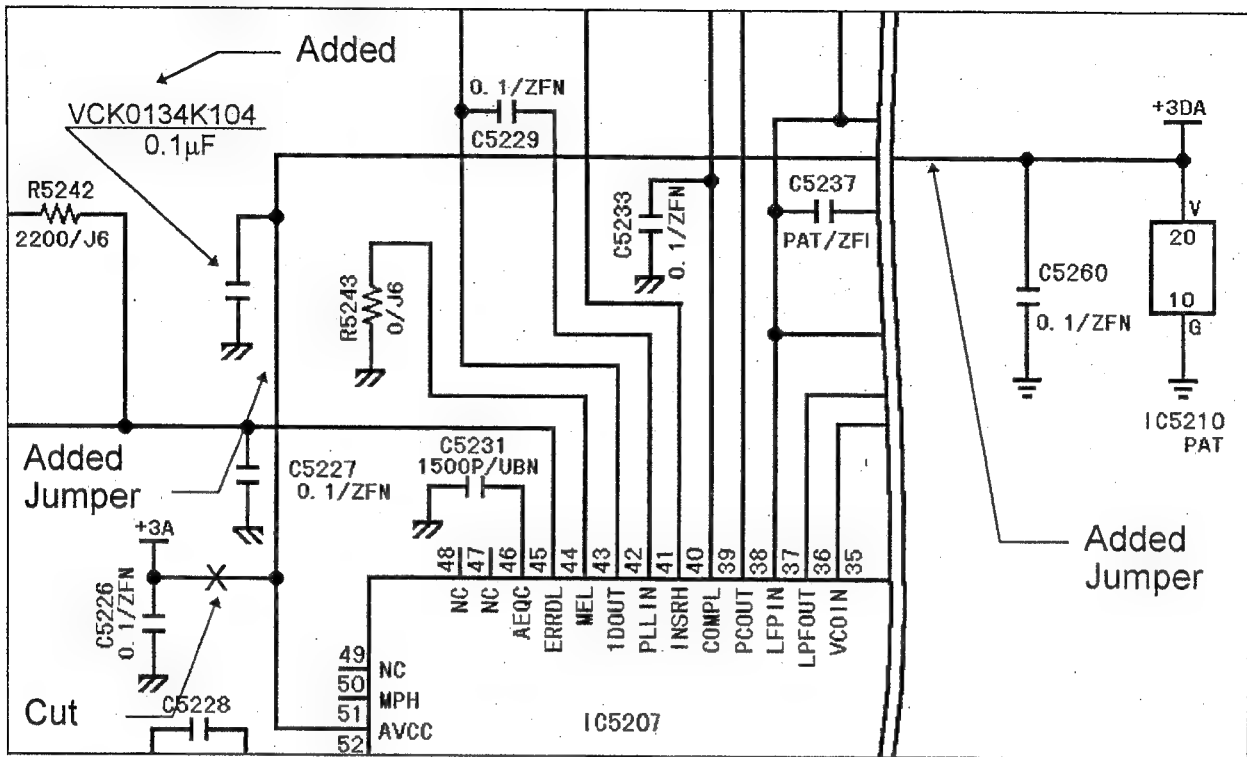 Added
VCK0134K104
0.1µF
0.1/ZFN
C5229
+3DA
R5242
2200/J6
C5233
0.1/ZFN
C5237
PAT/ZFI
V
20
10
G
C5260
0.1/ZFN
R5243
0/J6
IC5210
PAT
Added
Jumper
C5227
0.1/ZFN
C5231
1500P/UBN
Added
Jumper
+3A
C5226
0.1/ZFN
Cut
C5228
48
47
46
45
44
43
42
41
40
39
38
37
36
35
NC
NC
AEQC
ERRDL
MEL
1DOUT
PLLIN
INSRH
COMPL
PCOUT
LFPIN
LPFOUT
VCOIN
49
NC
50
MPH
51
AVCC
52
IC5207